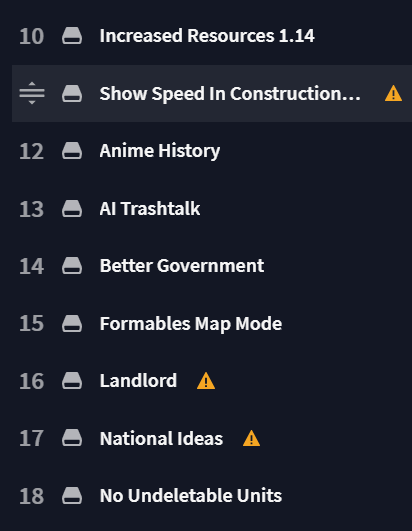 10 Increased Resources 1.14
Show Speed In Construction...
12 Anime History
13 AI Trashtalk
14 Better Government
15 Formables Map Mode
16 Landlord
17 National Ideas
18 No Undeletable Units